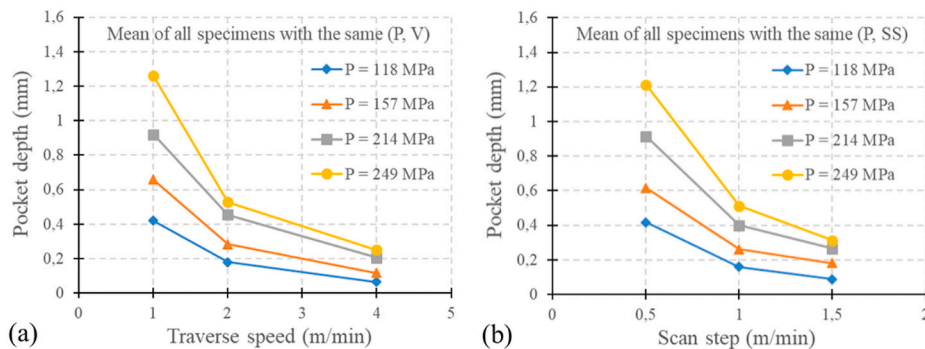 1,6
1,4
1,2
1
0,8
0,6
0,4
0,2
0
Pocket depth (mm)
Mean of all specimens with the same (P, V)
P = 118 MPa
P = 157 MPa
P = 214 MPa
P = 249 MPa
0 1 2 3 4 5
(a) Traverse speed (m/min)
1,6
1,4
1,2
1
0,8
0,6
0,4
0,2
0
Pocket depth (mm)
Mean of all specimens with the same (P, SS)
P = 118 MPa
P = 157 MPa
P = 214 MPa
P = 249 MPa
0 0,5 1 1,5 2
(b) Scan step (m/min)